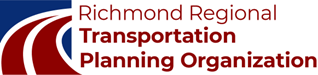 Richmond Regional
Transportation
Planning Organization